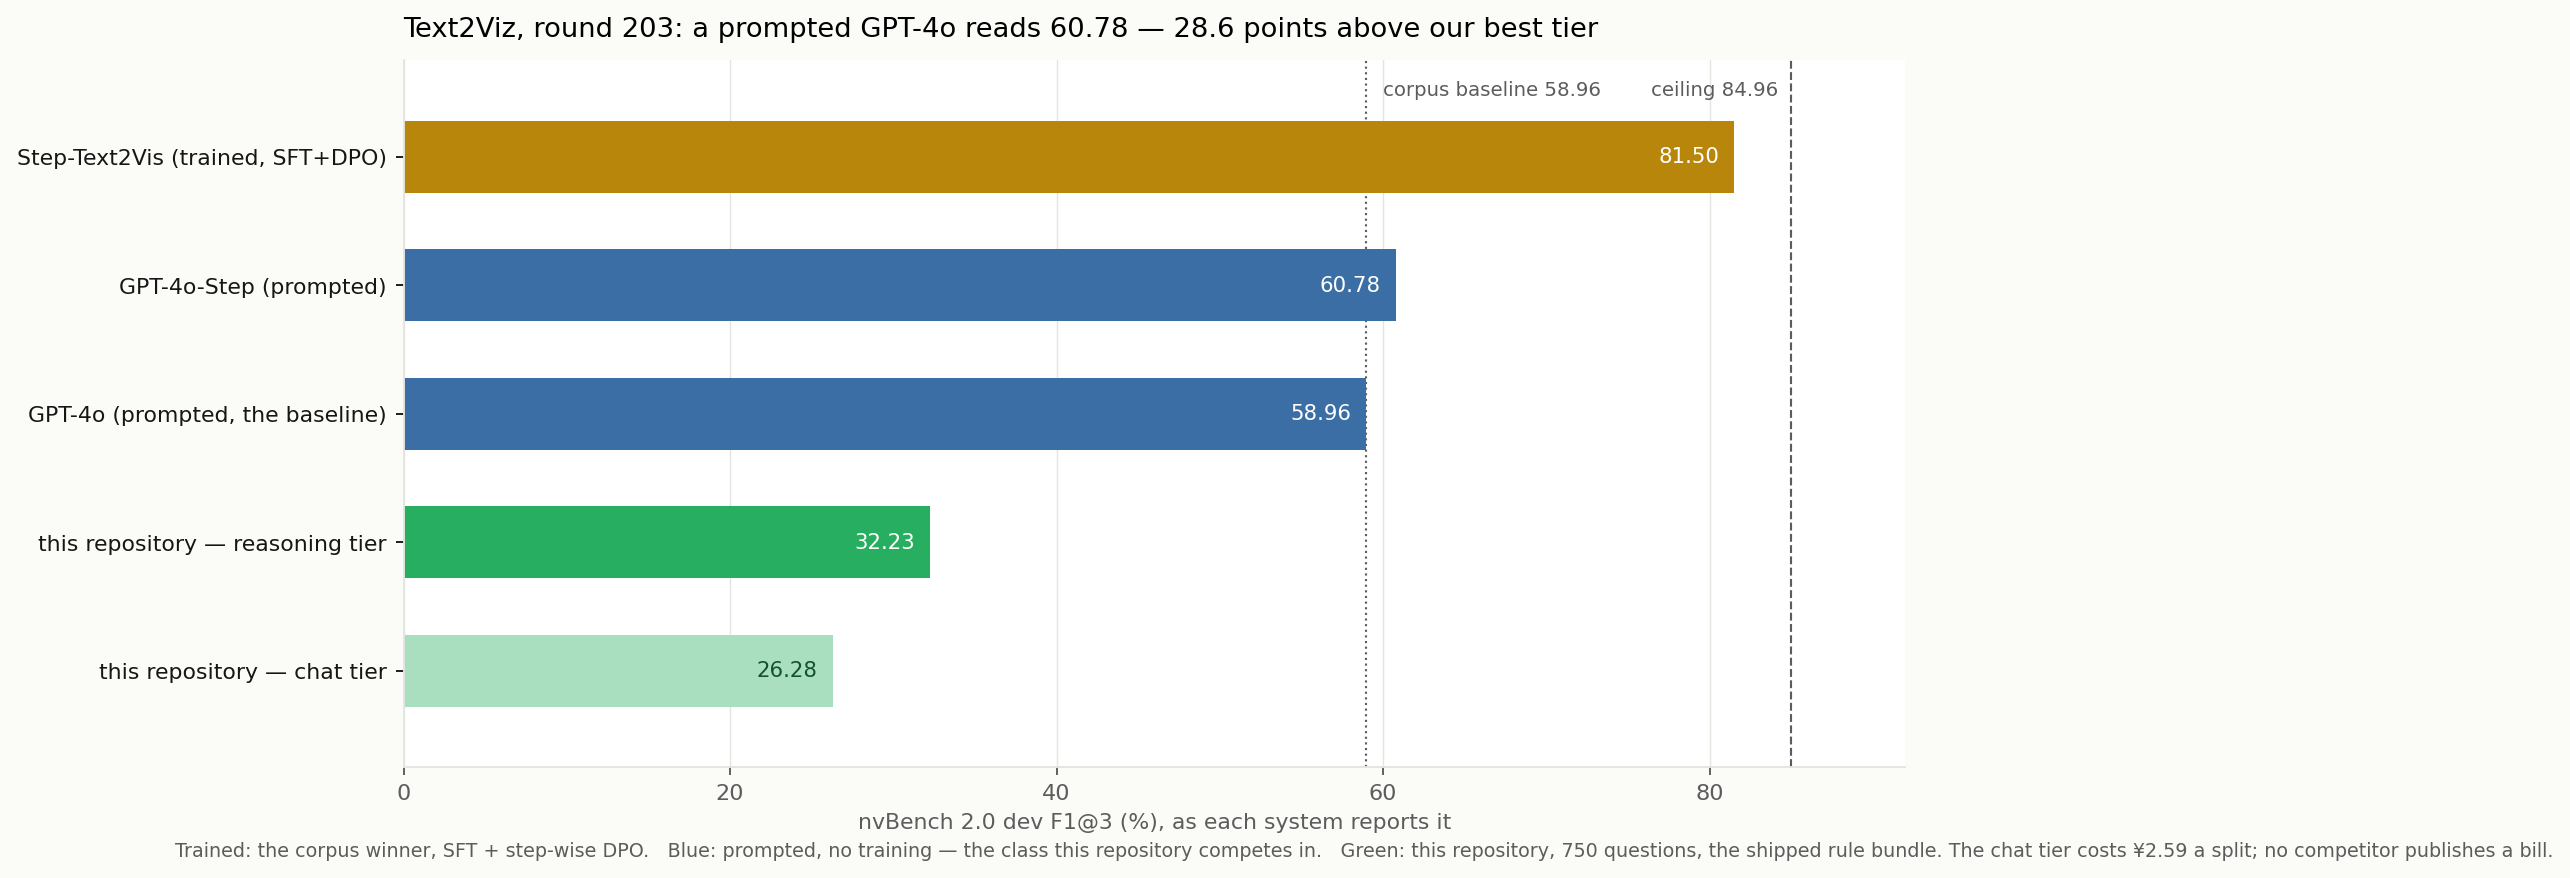 Text2Viz, round 203: a prompted GPT-4o reads 60.78 — 28.6 points above our best tier
corpus baseline 58.96
ceiling 84.96
Step-Text2Vis (trained, SFT+DPO)
81.50
GPT-4o-Step (prompted)
60.78
GPT-4o (prompted, the baseline)
58.96
this repository — reasoning tier
32.23
this repository — chat tier
26.28
0
20
40
60
80
nvBench 2.0 dev F1@3 (%), as each system reports it
Trained: the corpus winner, SFT + step-wise DPO. Blue: prompted, no training — the class this repository competes in. Green: this repository, 750 questions, the shipped rule bundle. The chat tier costs ¥2.59 a split; no competitor publishes a bill.